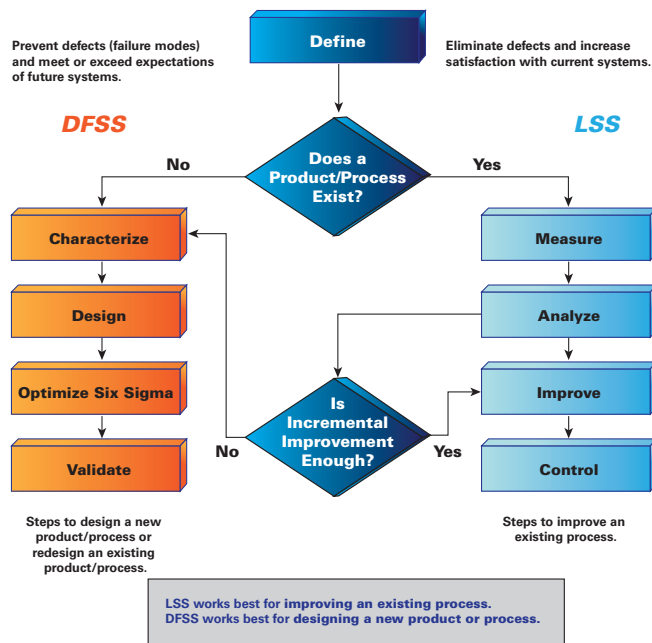 Define
Prevent defects (failure modes)
and meet or exceed expectations
of future systems.
Eliminate defects and increase
satisfaction with current systems.
DFSS
LSS
Does a
Product/Process
Exist?
No
Yes
Characterize
Measure
Design
Analyze
Optimize Six Sigma
Improve
Is
Incremental
Improvement
Enough?
No
Yes
Validate
Control
Steps to design a new
product/process or
redesign an existing
product/process.
Steps to improve an
existing process.
LSS works best for improving an existing process.
DFSS works best for designing a new product or process.